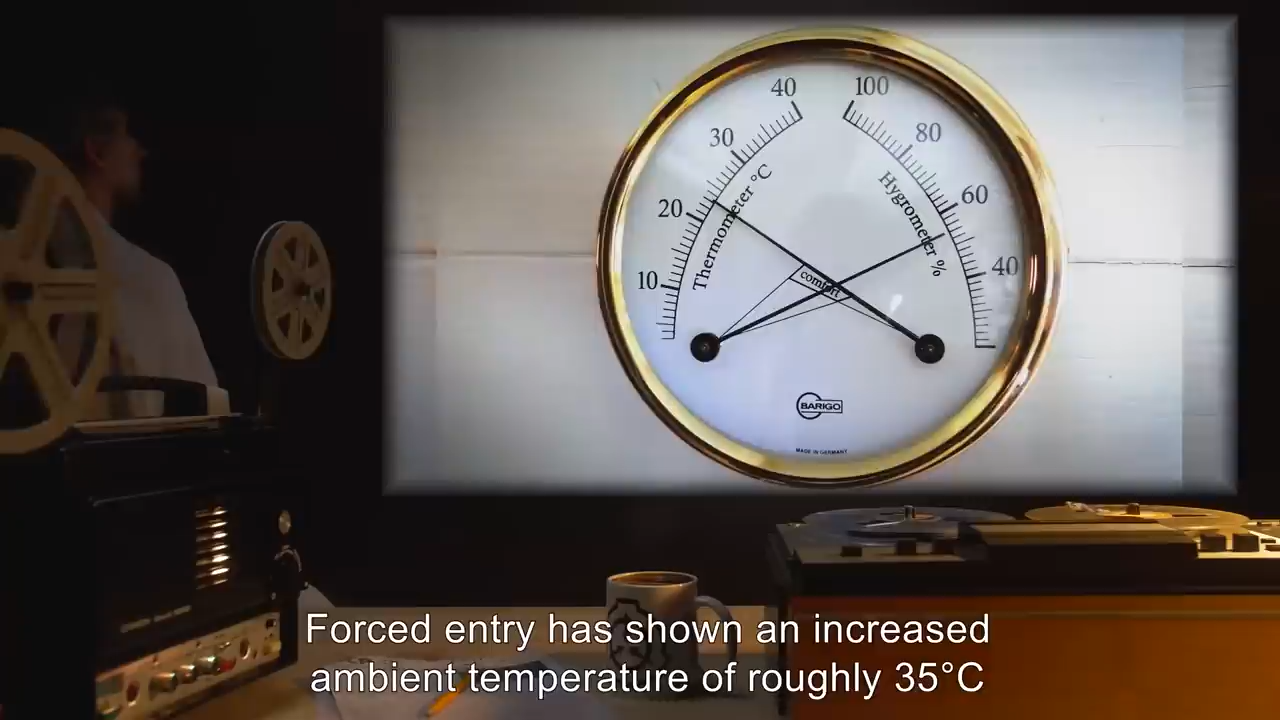 40
100
30
80
20
60
10
40
Thermometer °C
Hygrometer %
comfort
BARIGO
MADE IN GERMANY
Forced entry has shown an increased
ambient temperature of roughly 35°C